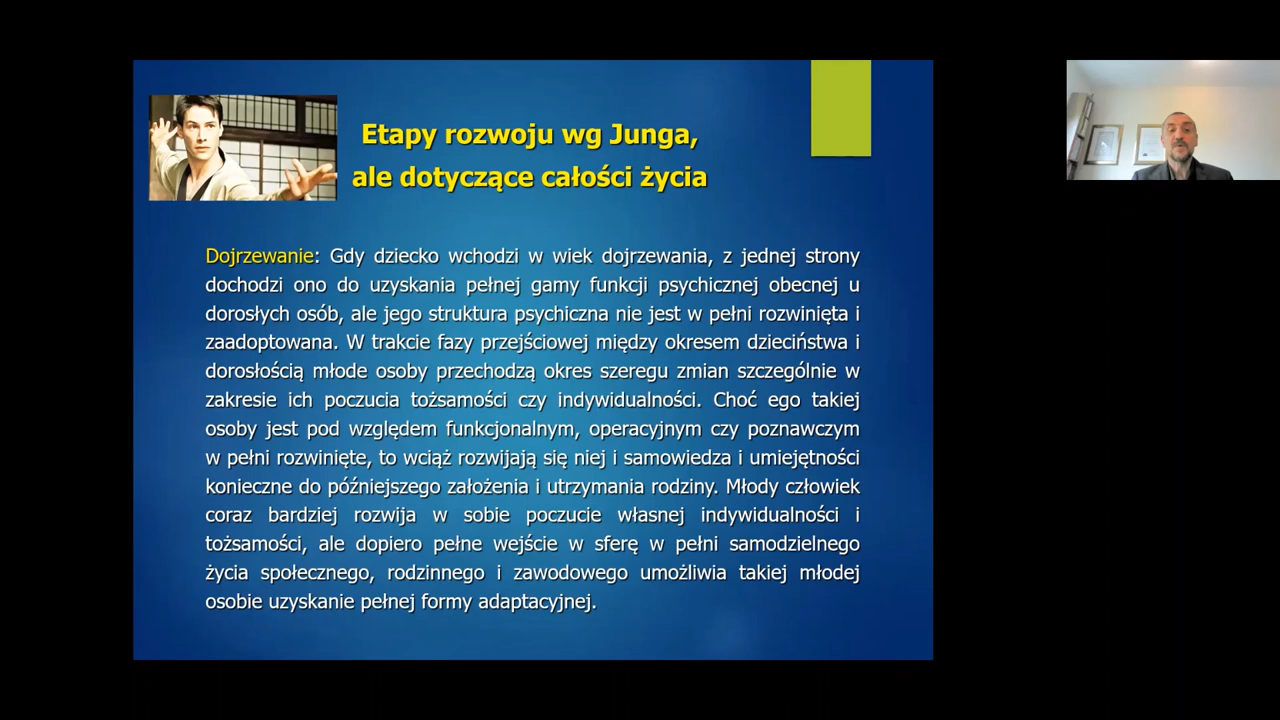 Etapy rozwoju wg Junga,
ale dotyczące całości życia
Dojrzewanie: Gdy dziecko wchodzi w wiek dojrzewania, z jednej strony
dochodzi ono do uzyskania pełnej gamy funkcji psychicznej obecnej u
dorosłych osób, ale jego struktura psychiczna nie jest w pełni rozwinięta i
zaadoptowana. W trakcie fazy przejściowej między okresem dzieciństwa i
dorosłością młode osoby przechodzą okres szeregu zmian szczególnie w
zakresie ich poczucia tożsamości czy indywidualności. Choć ego takiej
osoby jest pod względem funkcjonalnym, operacyjnym czy poznawczym
w pełni rozwinięte, to wciąż rozwijają się niej i samowiedza i umiejętności
konieczne do późniejszego założenia i utrzymania rodziny. Młody człowiek
coraz bardziej rozwija w sobie poczucie własnej indywidualności i
tożsamości, ale dopiero pełne wejście w sferę w pełni samodzielnego
życia społecznego, rodzinnego i zawodowego umożliwia takiej młodej
osobie uzyskanie pełnej formy adaptacyjnej.